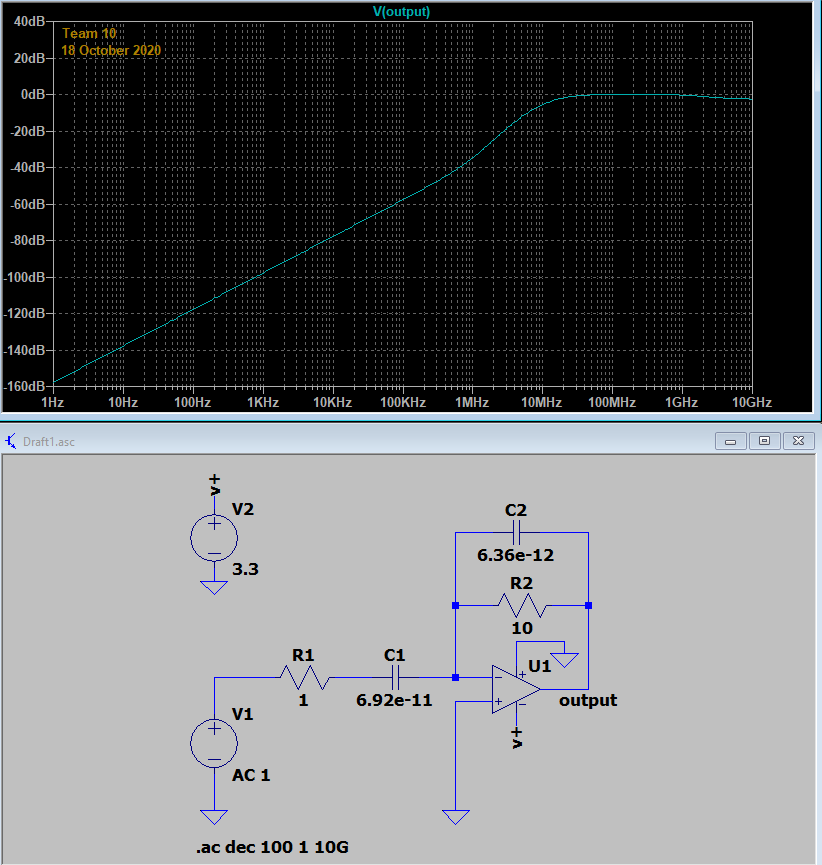 V(output)
40dB
Team 10
18 October 2020
20dB
0dB
-20dB
-40dB
-60dB
-80dB
-100dB
-120dB
-140dB
-160dB
1Hz 10Hz 100Hz 1KHz 10KHz 100KHz 1MHz 10MHz 100MHz 1GHz 10GHz
Draft1.asc
v+
V2
+
−
3.3
C2
6.36e-12
R2
10
R1
1
C1
6.92e-11
U1
+
−
+
−
output
v+
V1
+
−
AC 1
.ac dec 100 1 10G